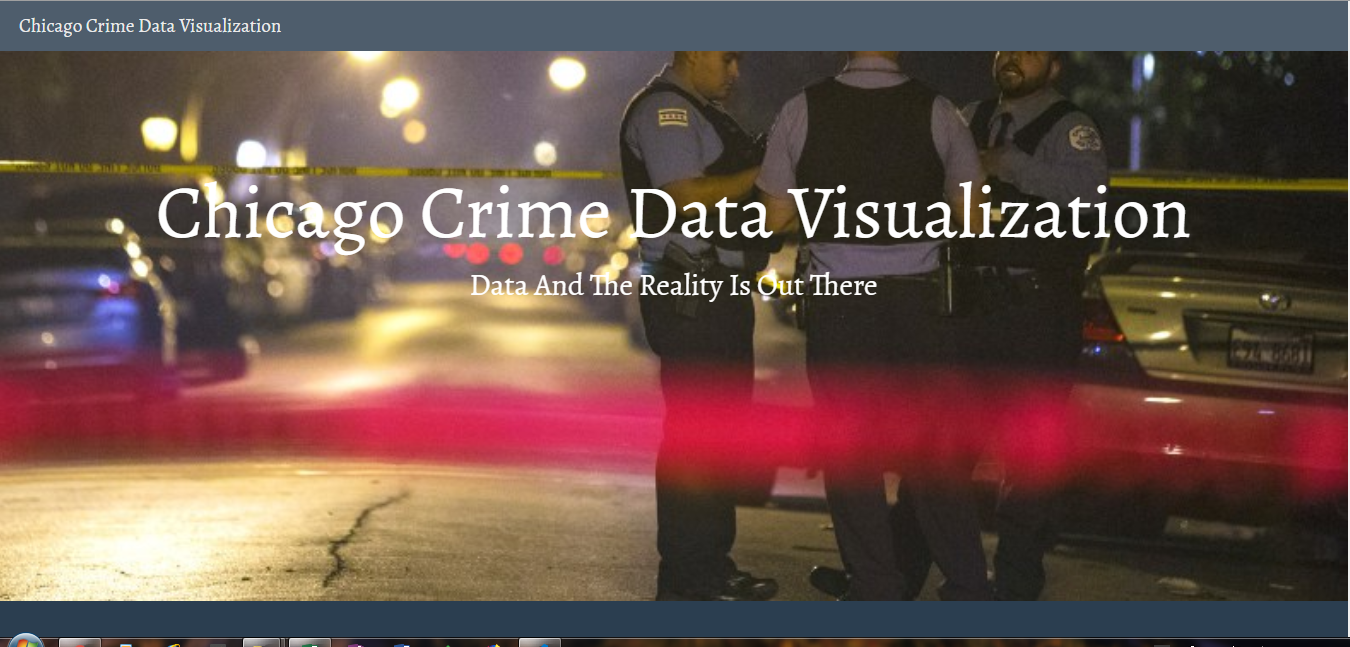 Chicago Crime Data Visualization
Chicago Crime Data Visualization
Data And The Reality Is Out There